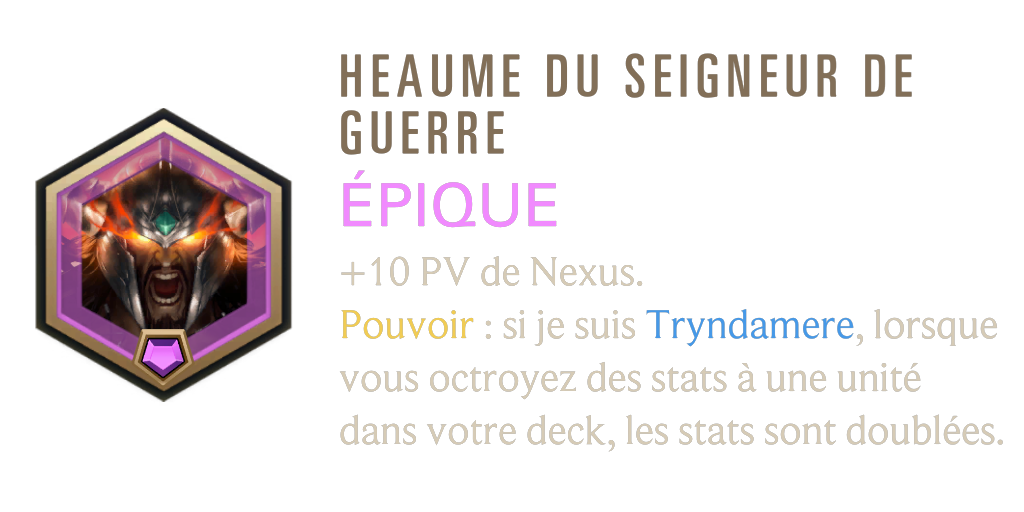 HEAUME DU SEIGNEUR DE
GUERRE
ÉPIQUE
+10 PV de Nexus.
Pouvoir : si je suis Tryndamere, lorsque
vous octroyez des stats à une unité
dans votre deck, les stats sont doublées.